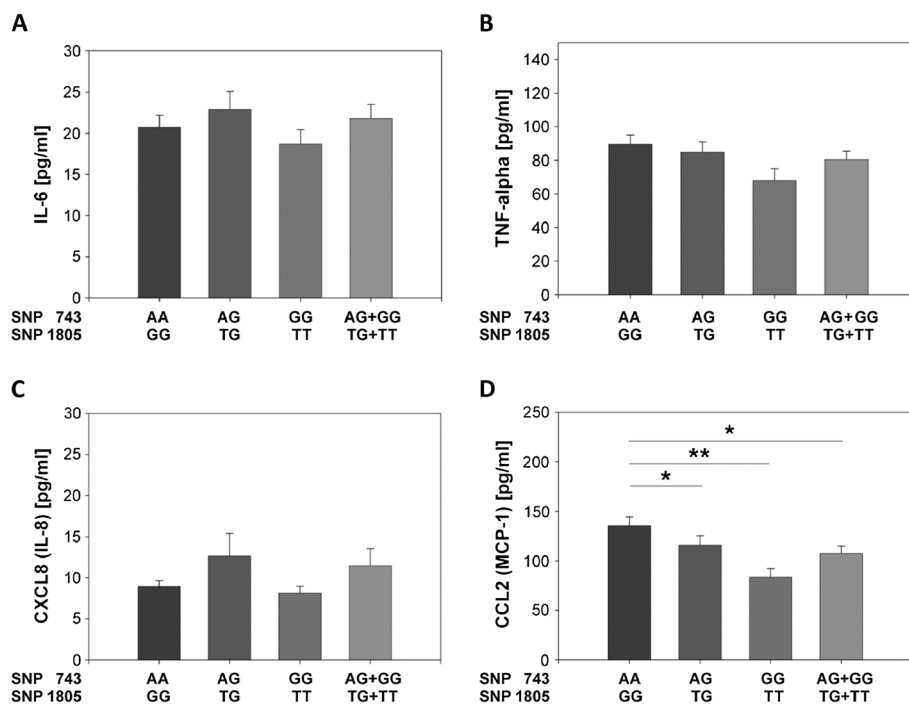 A
IL-6 [pg/ml]
30
25
20
15
10
5
0
SNP 743 AA AG GG AG+GG
SNP 1805 GG TG TT TG+TT
B
TNF-alpha [pg/ml]
140
120
100
80
60
40
20
0
SNP 743 AA AG GG AG+GG
SNP 1805 GG TG TT TG+TT
C
CXCL8 (IL-8) [pg/ml]
30
25
20
15
10
5
0
SNP 743 AA AG GG AG+GG
SNP 1805 GG TG TT TG+TT
D
CCL2 (MCP-1) [pg/ml]
250
200
150
100
50
0
*
**
*
SNP 743 AA AG GG AG+GG
SNP 1805 GG TG TT TG+TT